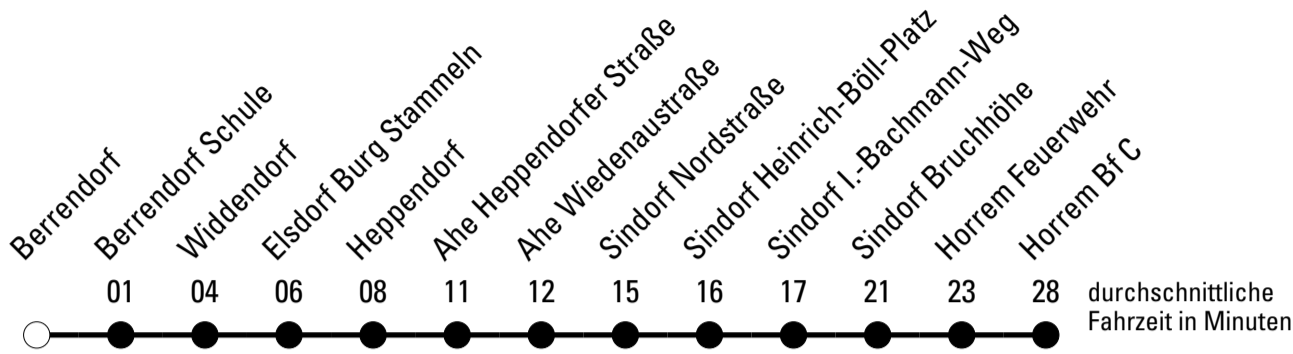 Berrendorf
Berrendorf Schule
Widdendorf
Elsdorf Burg Stammeln
Heppendorf
Ahe Heppendorfer Straße
Ahe Wiedenaustraße
Sindorf Nordstraße
Sindorf Heinrich-Böll-Platz
Sindorf I.-Bachmann-Weg
Sindorf Bruchhöhe
Horrem Feuerwehr
Horrem Bf C
01 04 06 08 11 12 15 16 17 21 23 28
durchschnittliche
Fahrzeit in Minuten